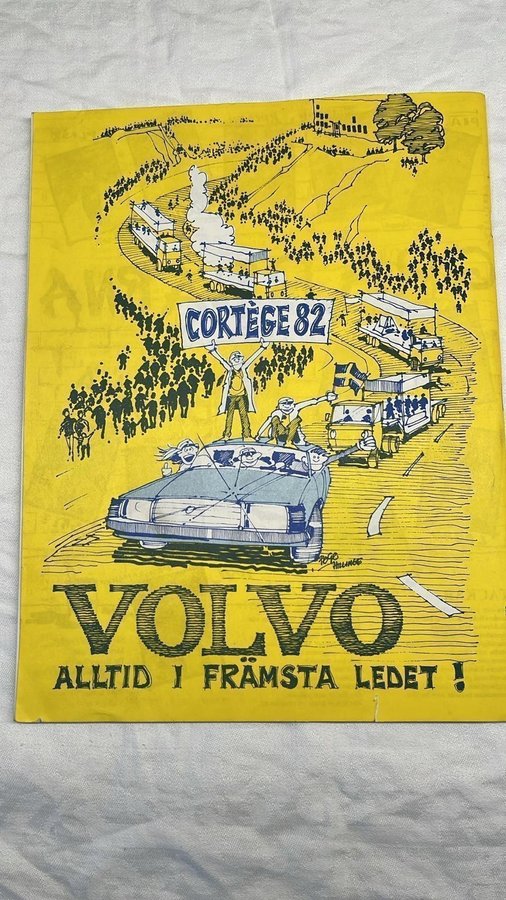 CORTÈGE 82
VOLVO
ALLTID I FRÄMSTA LEDET !